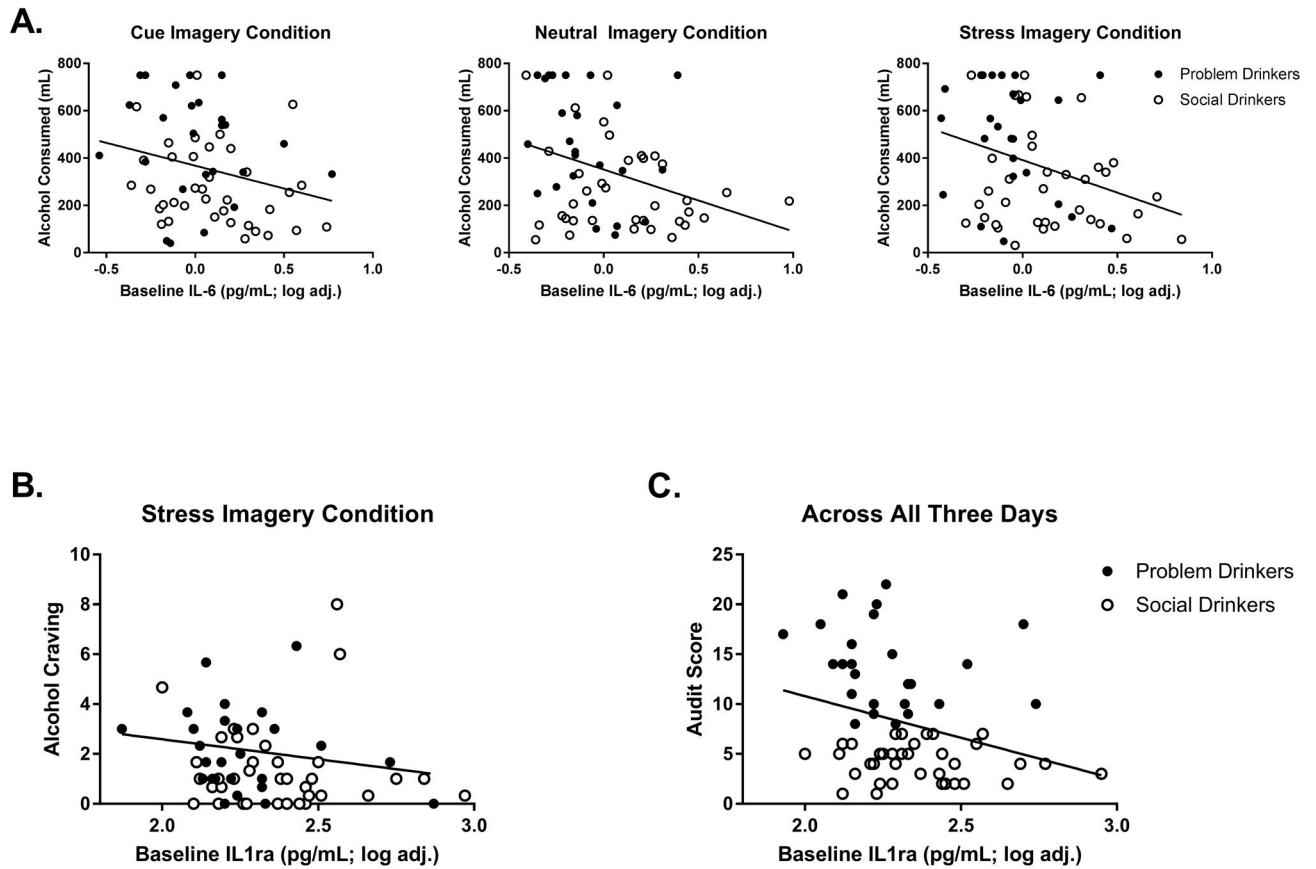 A.
Cue Imagery Condition
Neutral Imagery Condition
Stress Imagery Condition
Problem Drinkers
Social Drinkers
Alcohol Consumed (mL)
800
600
400
200
0
-0.5 0.0 0.5 1.0
Baseline IL-6 (pg/mL; log adj.)
Alcohol Consumed (mL)
800
600
400
200
0
-0.5 0.0 0.5 1.0
Baseline IL-6 (pg/mL; log adj.)
Alcohol Consumed (mL)
800
600
400
200
0
-0.5 0.0 0.5 1.0
Baseline IL-6 (pg/mL; log adj.)
B.
Stress Imagery Condition
Alcohol Craving
10
8
6
4
2
0
2.0 2.5 3.0
Baseline IL1ra (pg/mL; log adj.)
C.
Across All Three Days
Problem Drinkers
Social Drinkers
Audit Score
25
20
15
10
5
0
2.0 2.5 3.0
Baseline IL1ra (pg/mL; log adj.)